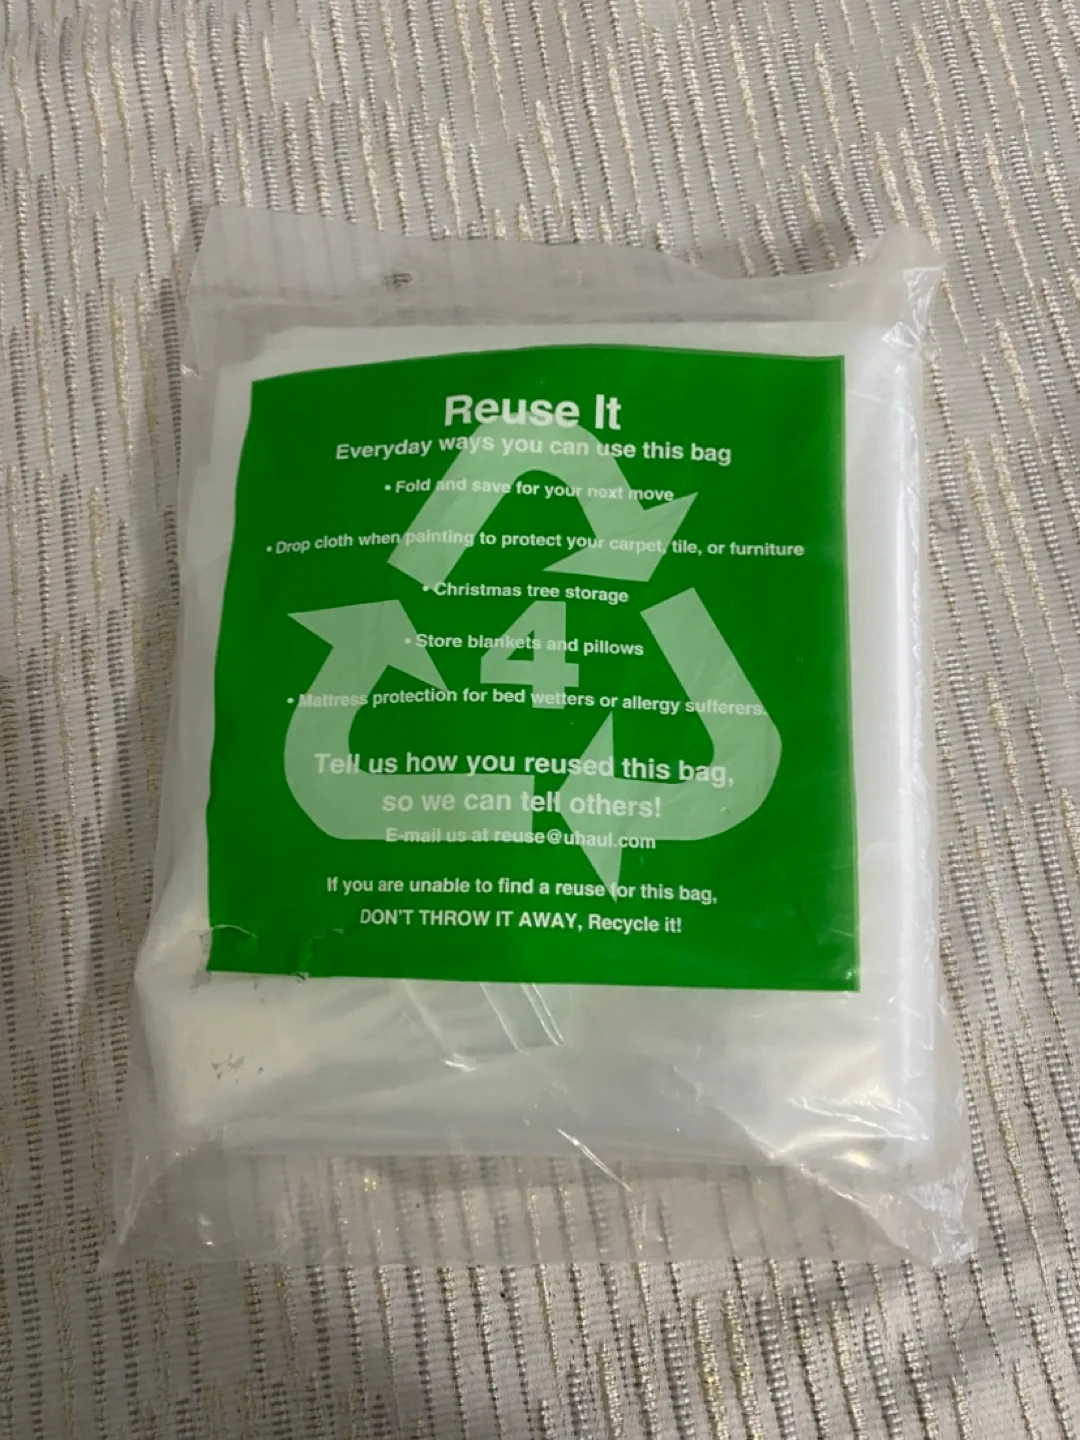 Reuse It
Everyday ways you can use this bag
• Fold and save for your next move
• Drop cloth when painting to protect your carpet, tile, or furniture
• Christmas tree storage
• Store blankets and pillows
4
• Mattress protection for bed wetters or allergy sufferers.
Tell us how you reused this bag,
so we can tell others!
E-mail us at reuse@uhaul.com
If you are unable to find a reuse for this bag,
DON'T THROW IT AWAY, Recycle it!